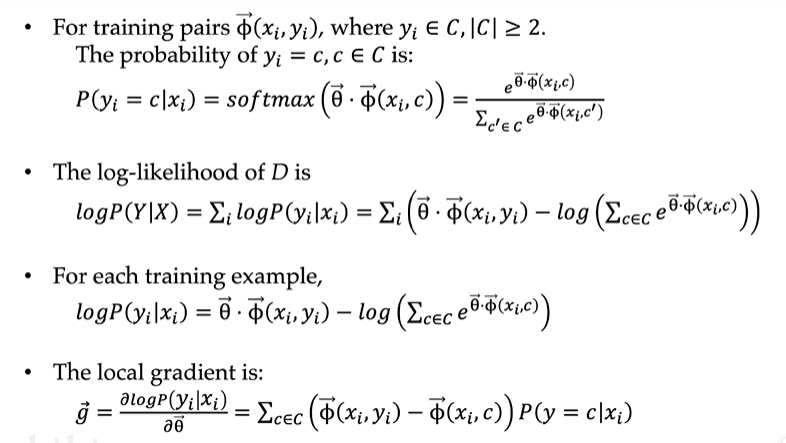 • For training pairs $\vec{\phi}(x_i, y_i)$, where $y_i \in C, |C| \geq 2$.
The probability of $y_i = c, c \in C$ is:
$P(y_i = c|x_i) = softmax\left(\vec{\theta} \cdot \vec{\phi}(x_i, c)\right) = \frac{e^{\vec{\theta} \cdot \vec{\phi}(x_i, c)}}{\sum_{c' \in C} e^{\vec{\theta} \cdot \vec{\phi}(x_i, c')}}$
• The log-likelihood of $D$ is
$logP(Y|X) = \sum_i logP(y_i|x_i) = \sum_i \left(\vec{\theta} \cdot \vec{\phi}(x_i, y_i) - log\left(\sum_{c \in C} e^{\vec{\theta} \cdot \vec{\phi}(x_i, c)}\right)\right)$
• For each training example,
$logP(y_i|x_i) = \vec{\theta} \cdot \vec{\phi}(x_i, y_i) - log\left(\sum_{c \in C} e^{\vec{\theta} \cdot \vec{\phi}(x_i, c)}\right)$
• The local gradient is:
$\vec{g} = \frac{\partial logP(y_i|x_i)}{\partial \vec{\theta}} = \sum_{c \in C} \left(\vec{\phi}(x_i, y_i) - \vec{\phi}(x_i, c)\right) P(y = c|x_i)$